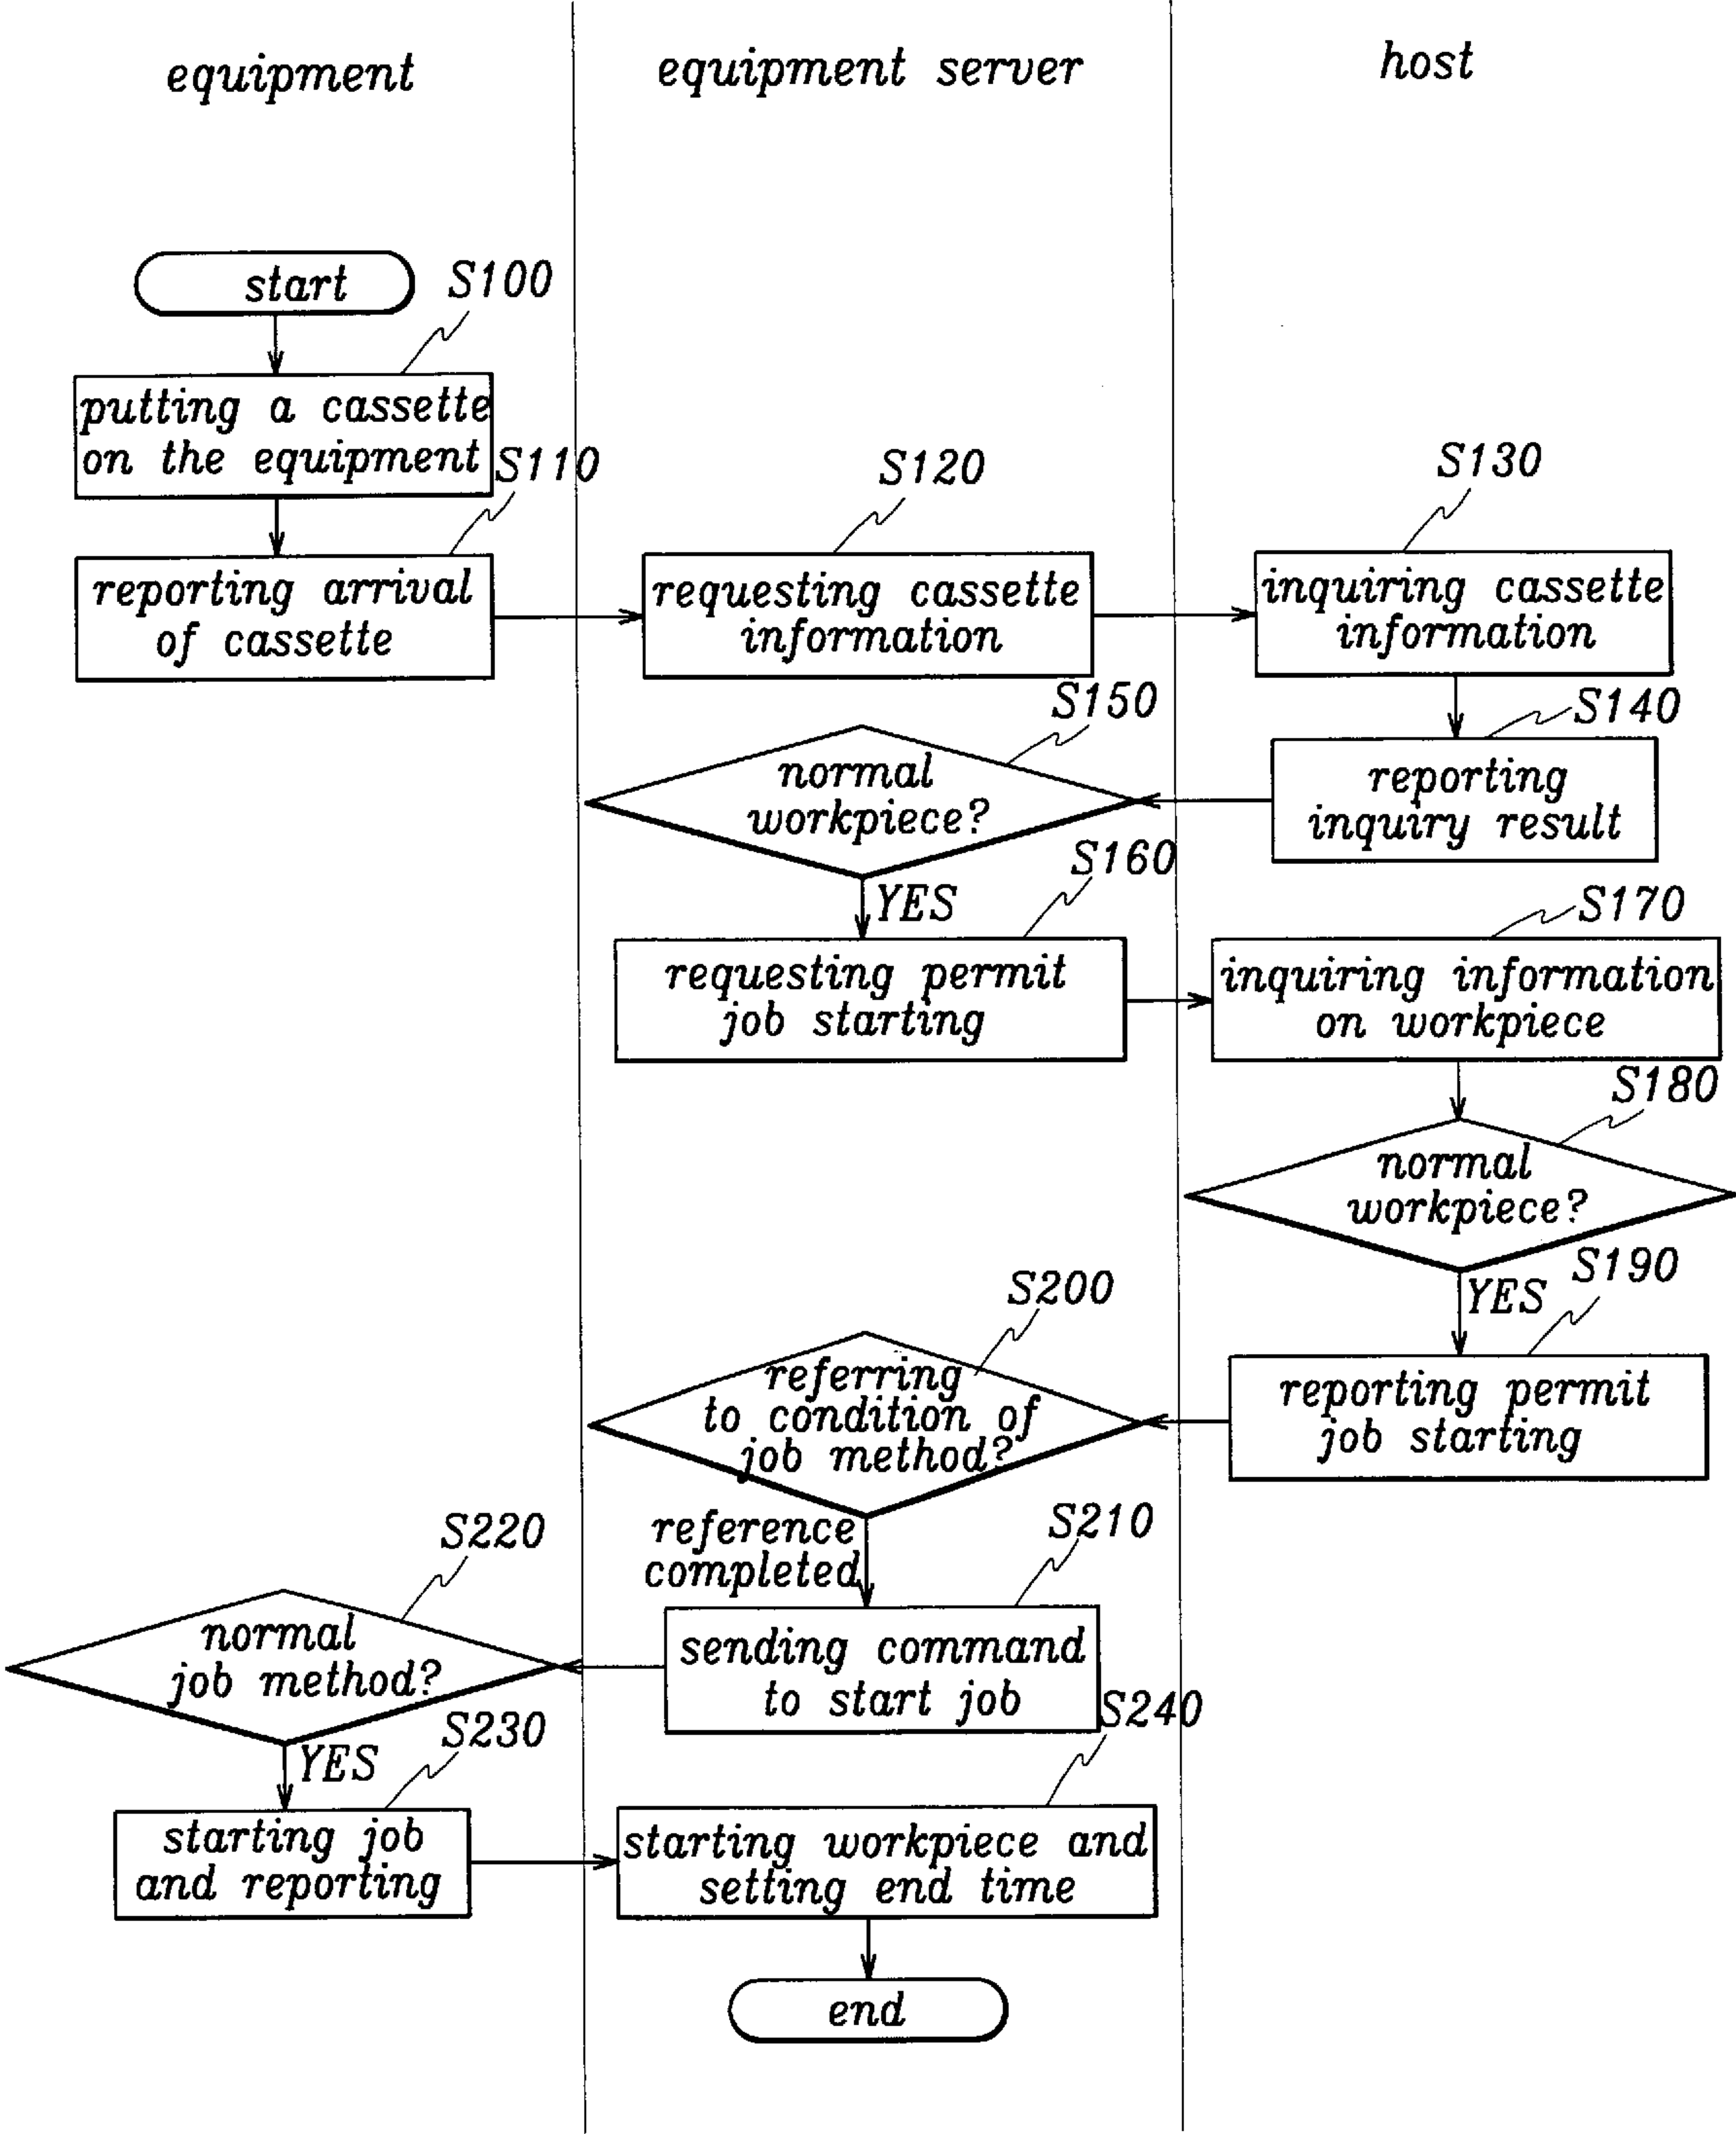 equipment
equipment server
host
start
S100
putting a cassette
on the equipment
S110
reporting arrival
of cassette
S120
requesting cassette
information
S130
inquiring cassette
information
S140
reporting
inquiry result
S150
normal
workpiece?
YES
S160
requesting permit
job starting
S170
inquiring information
on workpiece
S180
normal
workpiece?
YES
S190
reporting permit
job starting
S200
referring
to condition of
job method?
reference
completed
S210
sending command
to start job
S220
normal
job method?
YES
S230
starting job
and reporting
S240
starting workpiece and
setting end time
end